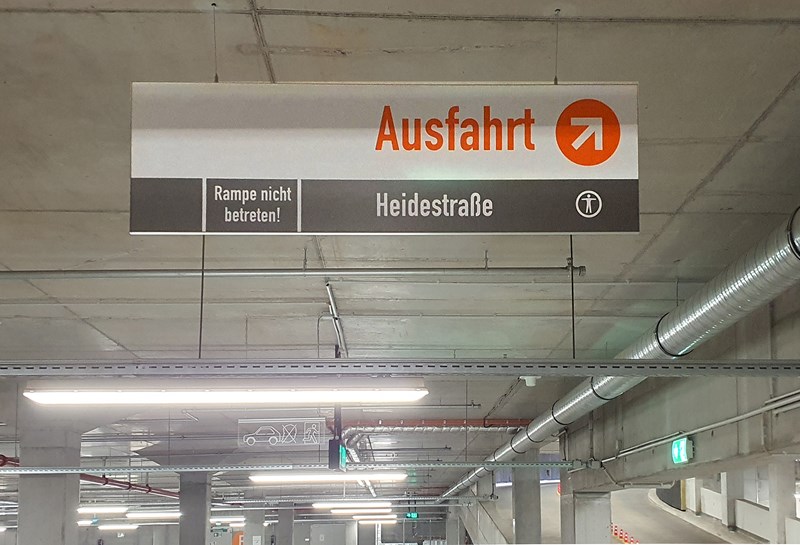 Ausfahrt
Rampe nicht
betreten!
Heidestraße